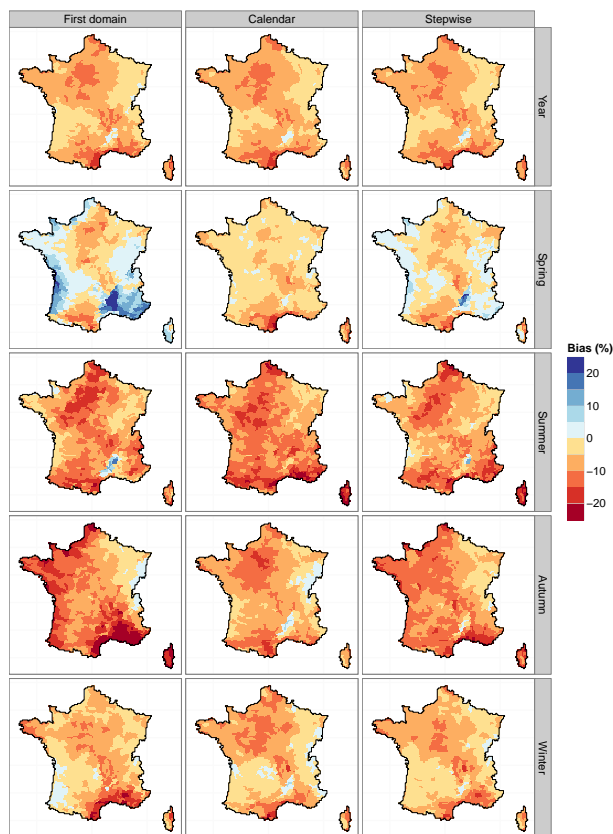 First domain Calendar Stepwise
Year
Spring
Summer
Autumn
Winter
Bias (%)
20
10
0
−10
−20